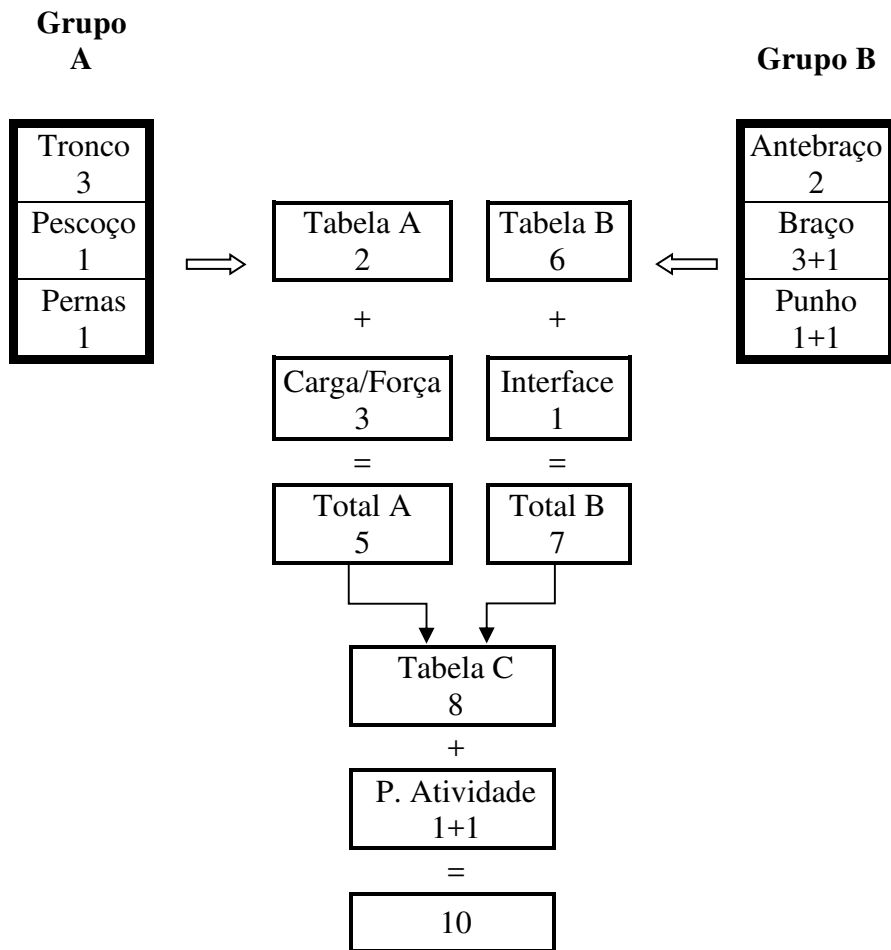 Grupo
A
Grupo B
Tronco
3
Pescoço
1
Pernas
1
Antebraço
2
Braço
3+1
Punho
1+1
Tabela A
2
Tabela B
6
+
+
Carga/Força
3
Interface
1
=
=
Total A
5
Total B
7
Tabela C
8
+
P. Atividade
1+1
=
10